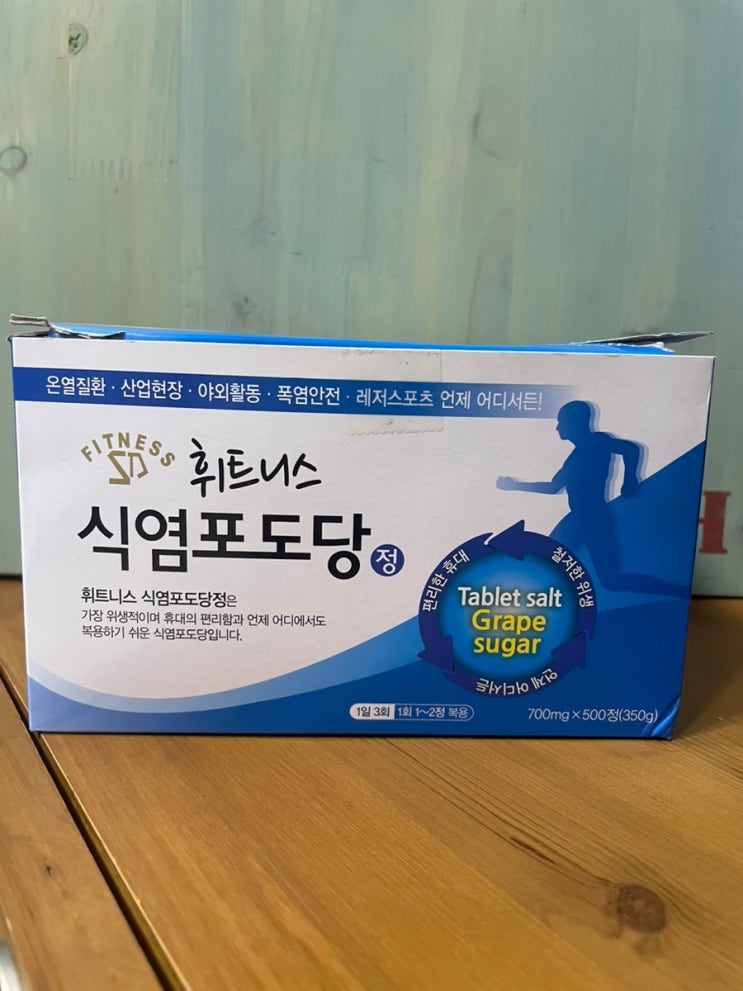 온열질환 · 산업현장 · 야외활동 · 폭염안전 · 레저스포츠 언제 어디서든!
FITNESS
휘트니스
식염포도당 정
휘트니스 식염포도당정은
가장 위생적이며 휴대의 편리함과 언제 어디에서도
복용하기 쉬운 식염포도당입니다.
편리한 휴대
철저한 위생
언제 어디서든
Tablet salt
Grape
sugar
1일 3회 1회 1~2정 복용
700mg×500정(350g)
H